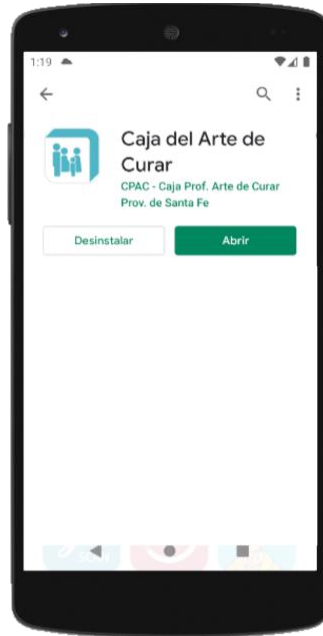 1:19
Caja del Arte de
Curar
CPAC - Caja Prof. Arte de Curar
Prov. de Santa Fe
Desinstalar
Abrir